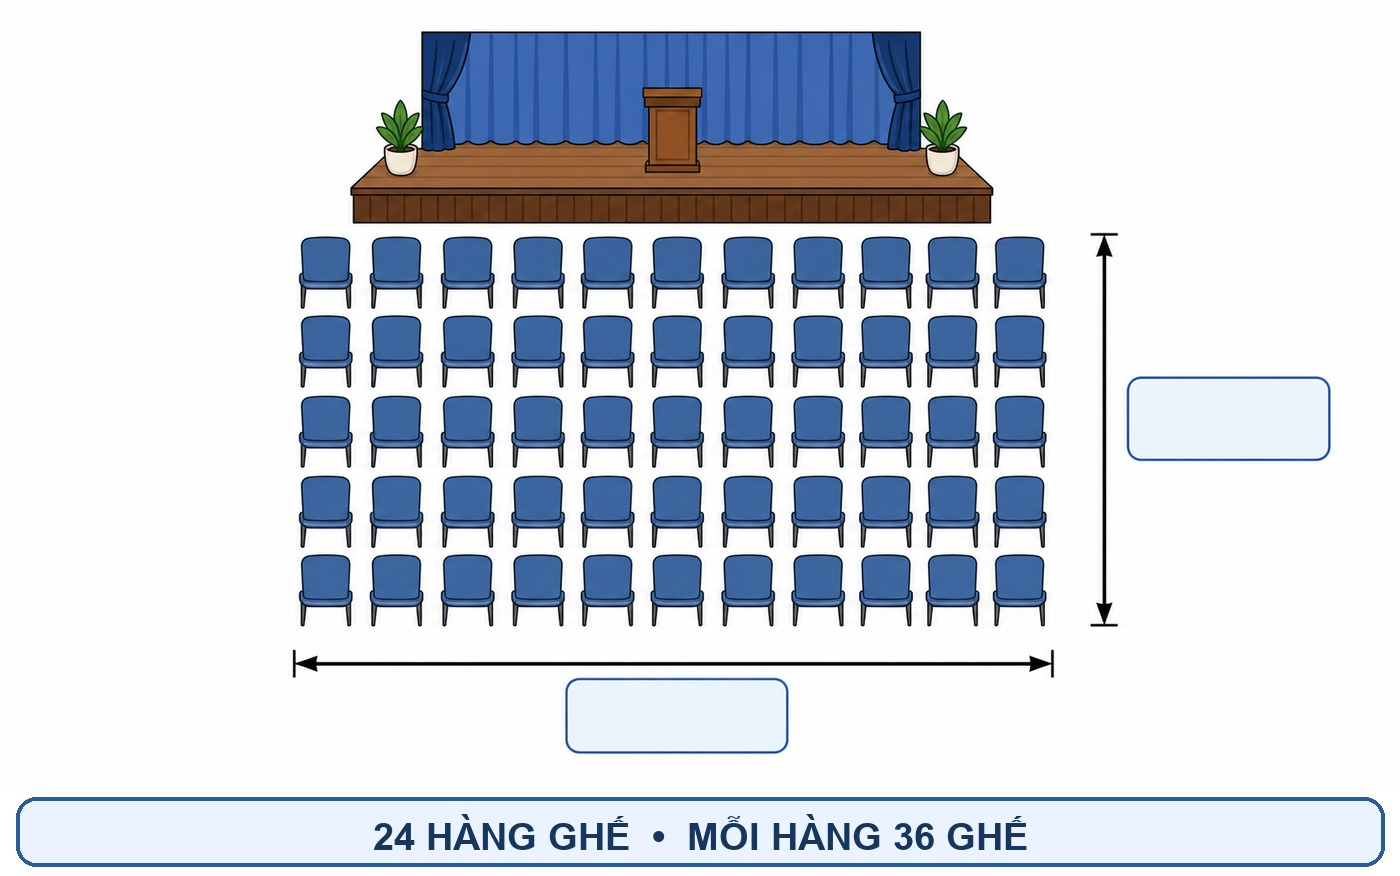 24 HÀNG GHẾ • MỖI HÀNG 36 GHẾ